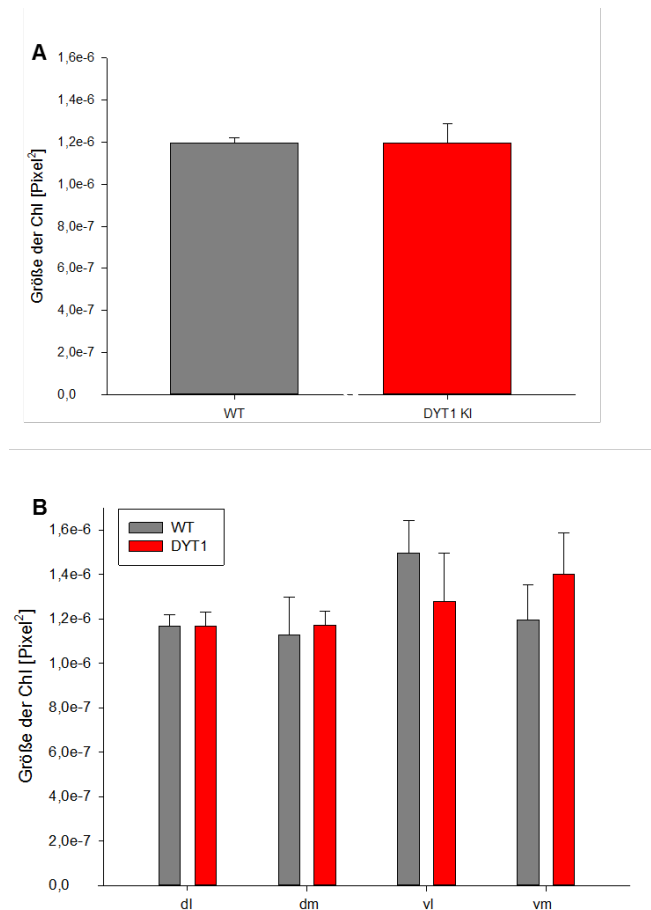 A
1,6e-6
1,4e-6
1,2e-6
1,0e-6
8,0e-7
6,0e-7
4,0e-7
2,0e-7
0,0
Größe der ChI [Pixel²]
WT DYT1 KI
B
WT
DYT1
1,6e-6
1,4e-6
1,2e-6
1,0e-6
8,0e-7
6,0e-7
4,0e-7
2,0e-7
0,0
Größe der ChI [Pixel²]
dl dm vl vm